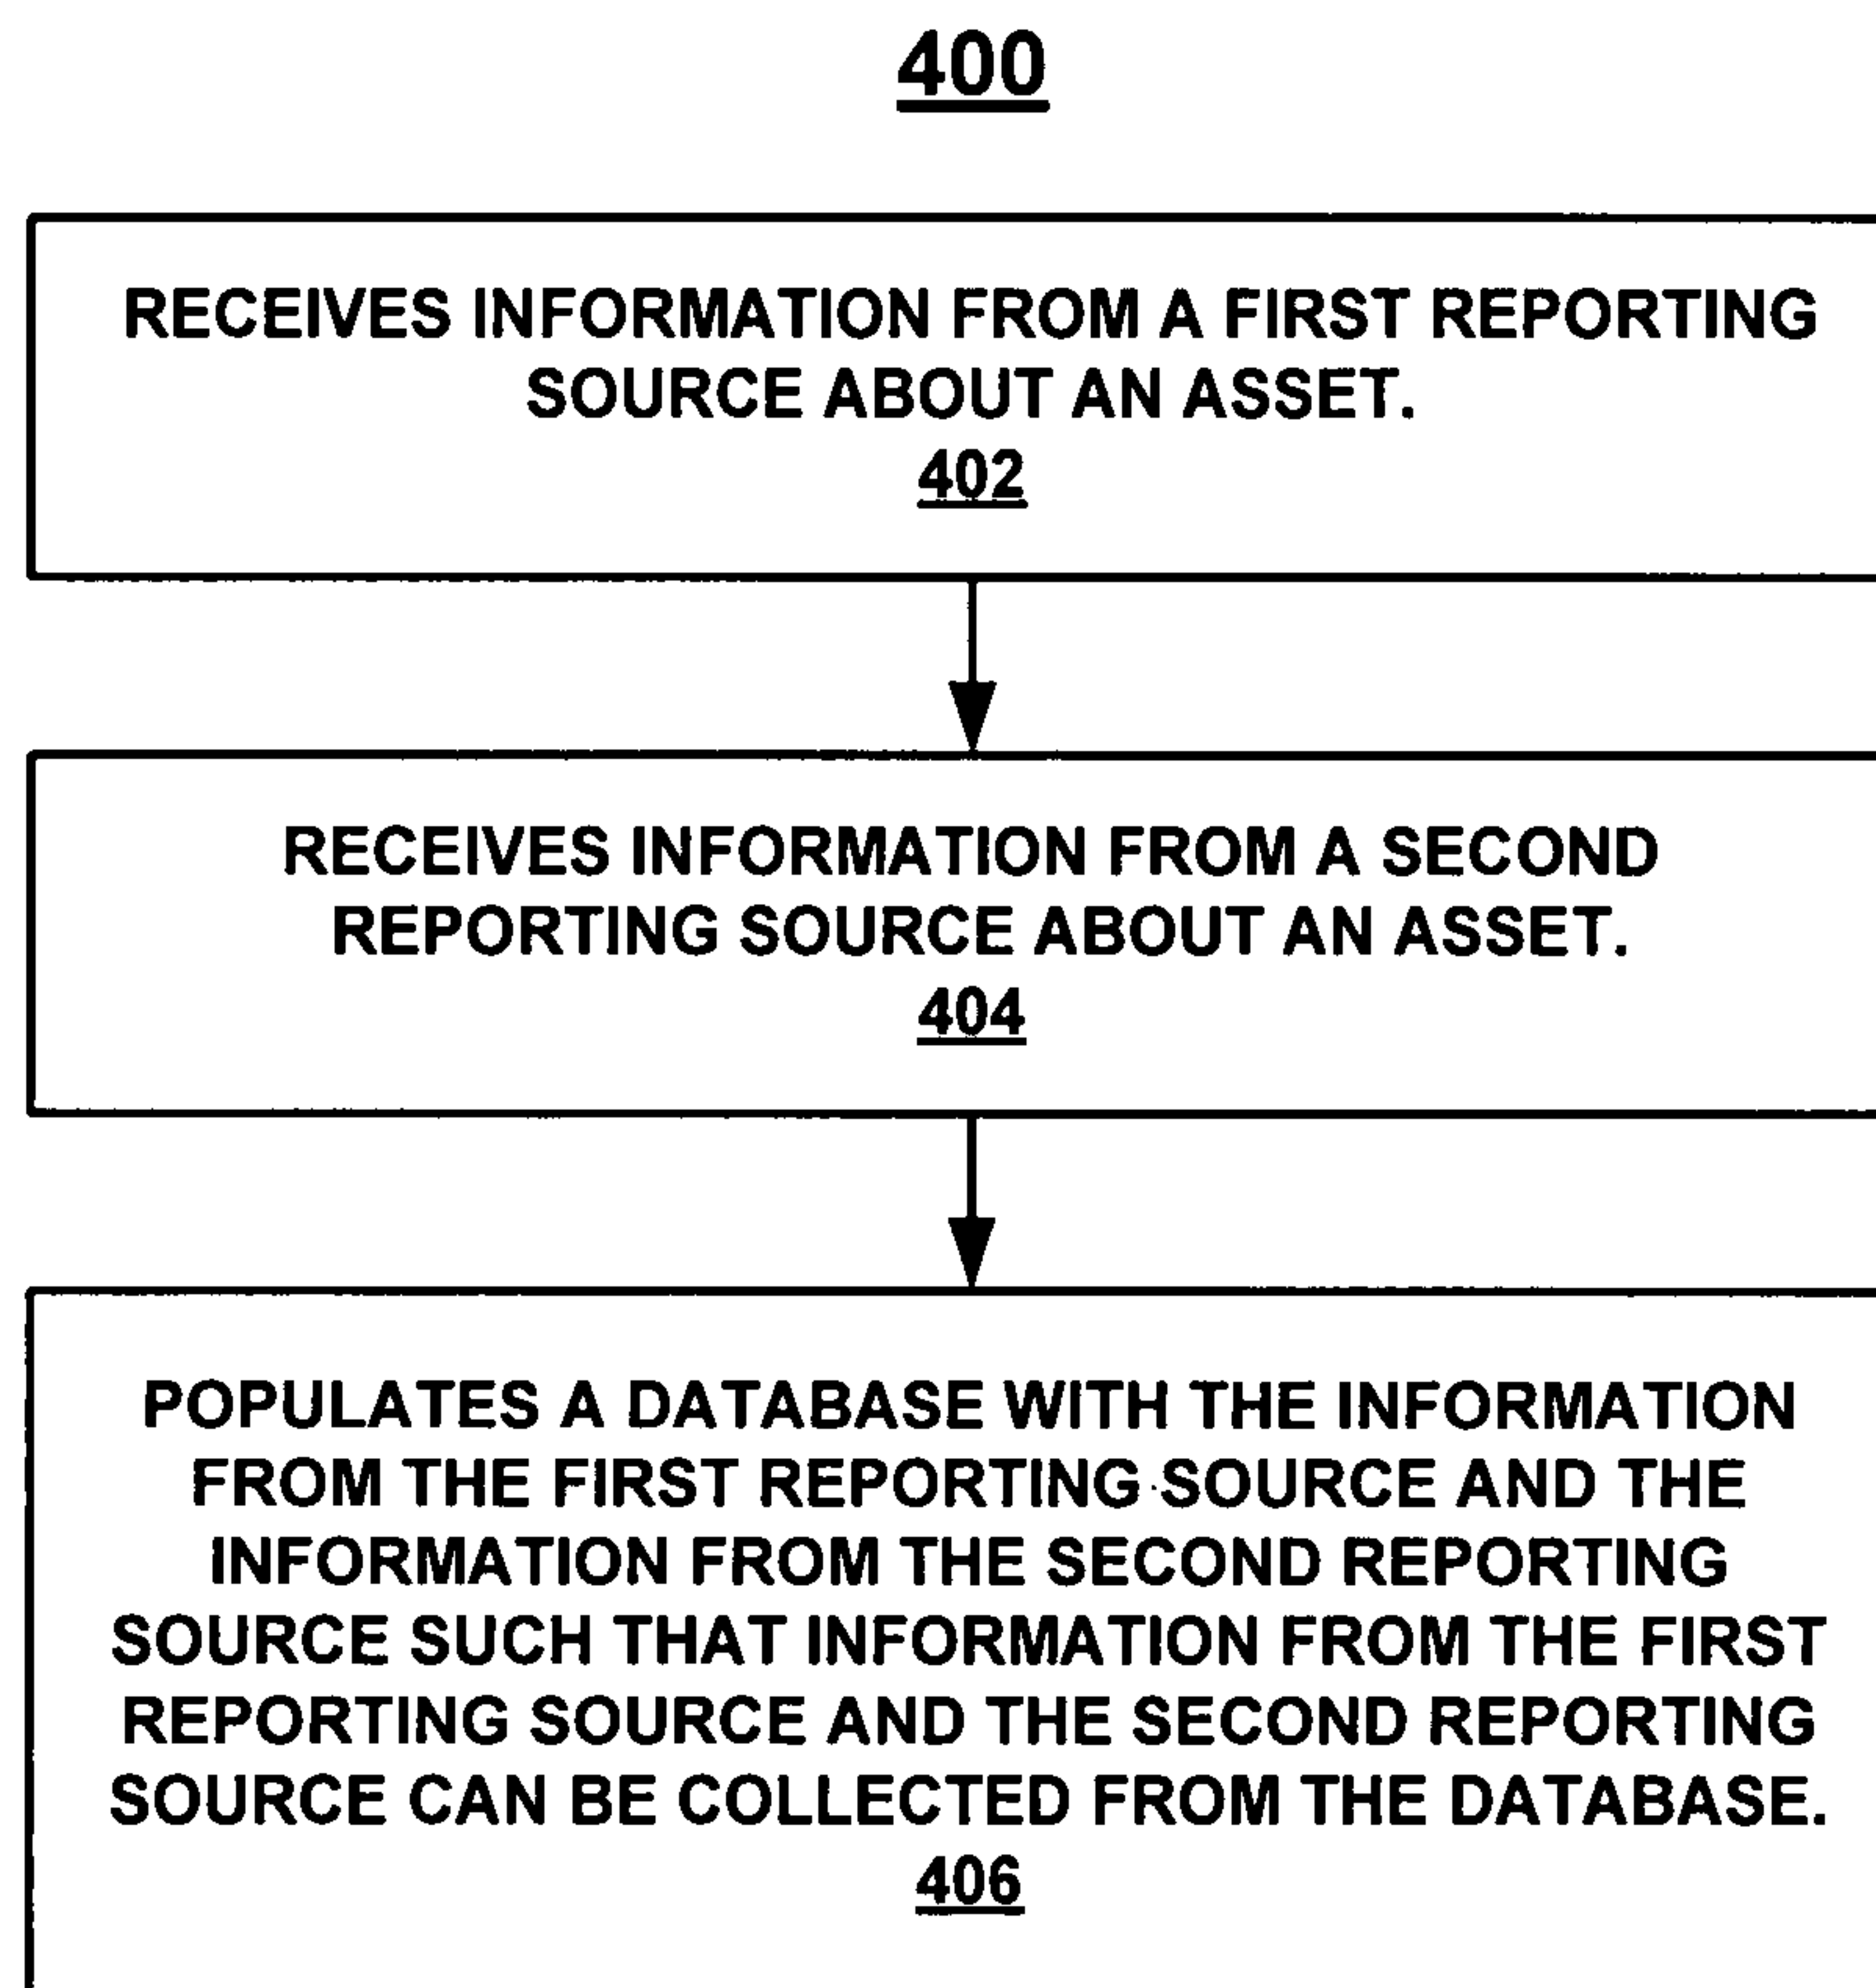 400
RECEIVES INFORMATION FROM A FIRST REPORTING
SOURCE ABOUT AN ASSET.
402
RECEIVES INFORMATION FROM A SECOND
REPORTING SOURCE ABOUT AN ASSET.
404
POPULATES A DATABASE WITH THE INFORMATION
FROM THE FIRST REPORTING SOURCE AND THE
INFORMATION FROM THE SECOND REPORTING
SOURCE SUCH THAT INFORMATION FROM THE FIRST
REPORTING SOURCE AND THE SECOND REPORTING
SOURCE CAN BE COLLECTED FROM THE DATABASE.
406